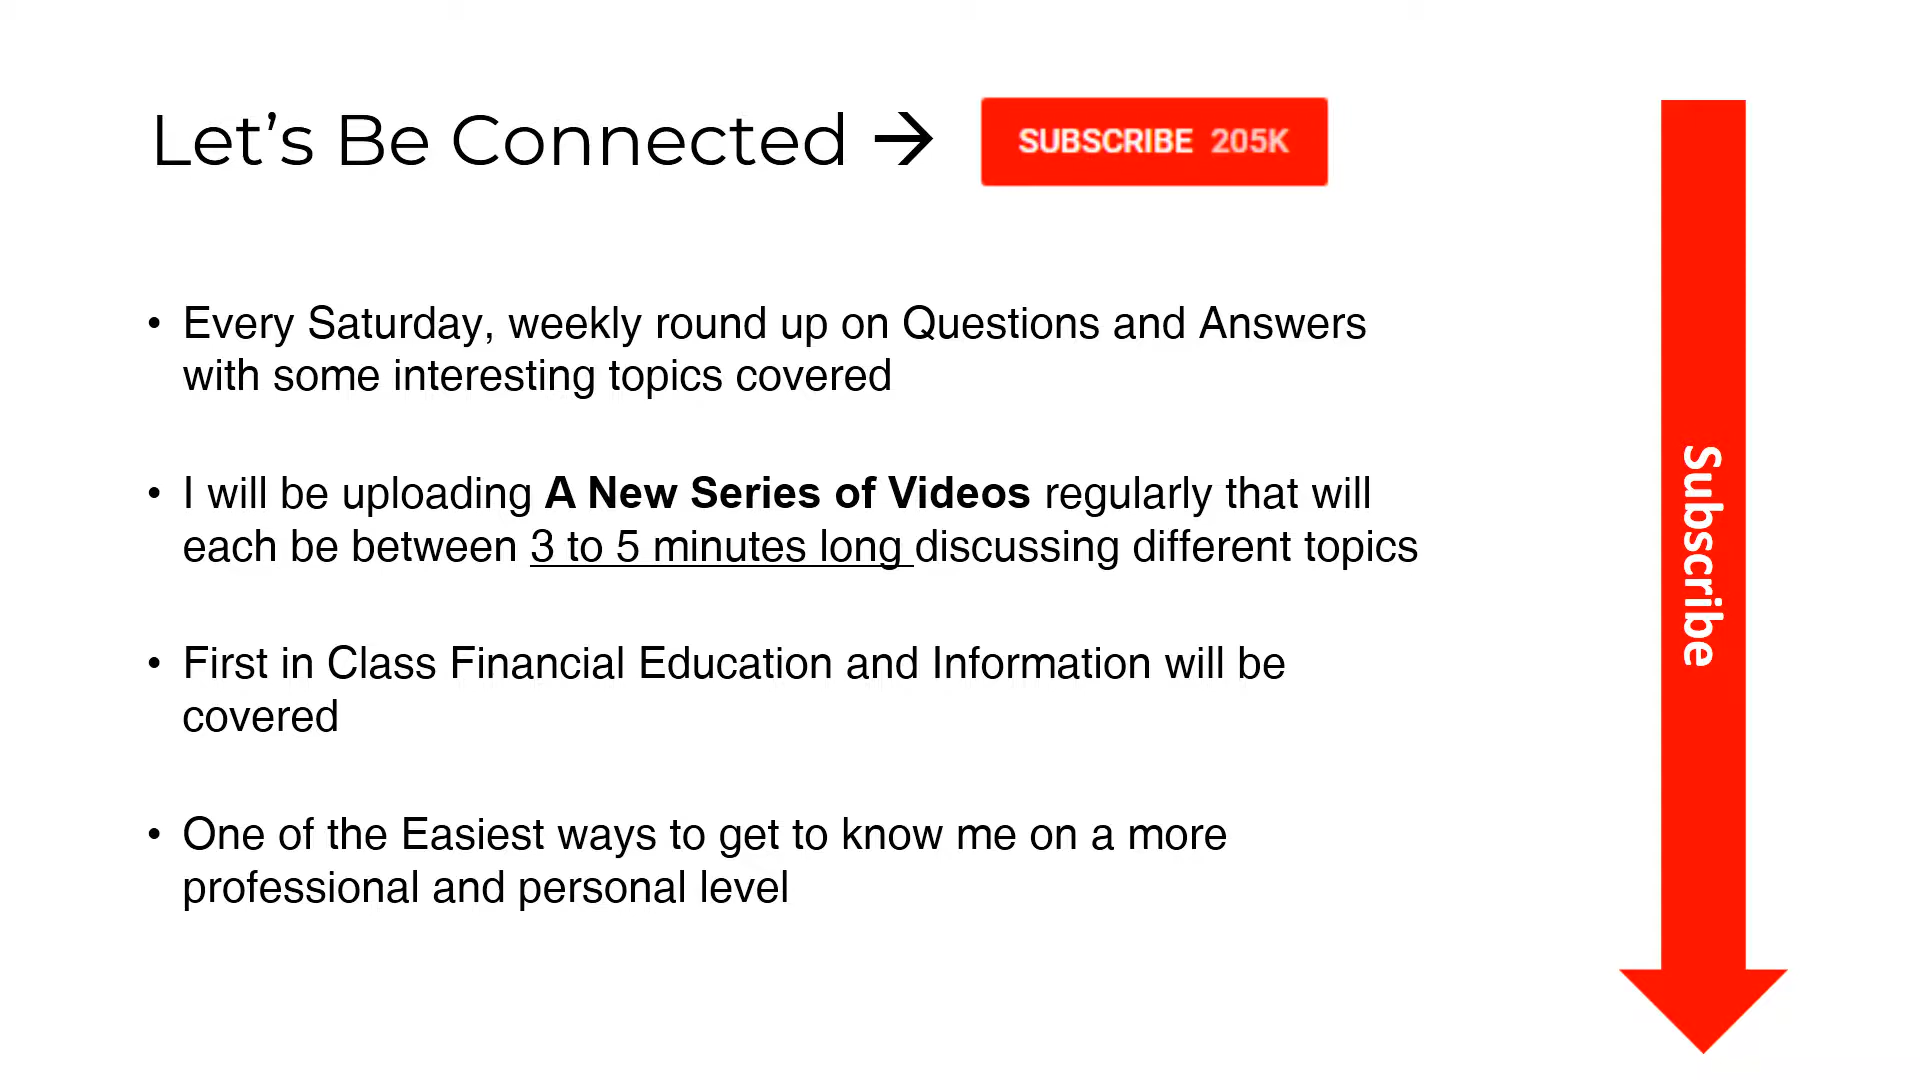 Let’s Be Connected →
SUBSCRIBE 205K
• Every Saturday, weekly round up on Questions and Answers
with some interesting topics covered
• I will be uploading A New Series of Videos regularly that will
each be between 3 to 5 minutes long discussing different topics
• First in Class Financial Education and Information will be
covered
• One of the Easiest ways to get to know me on a more
professional and personal level
Subscribe